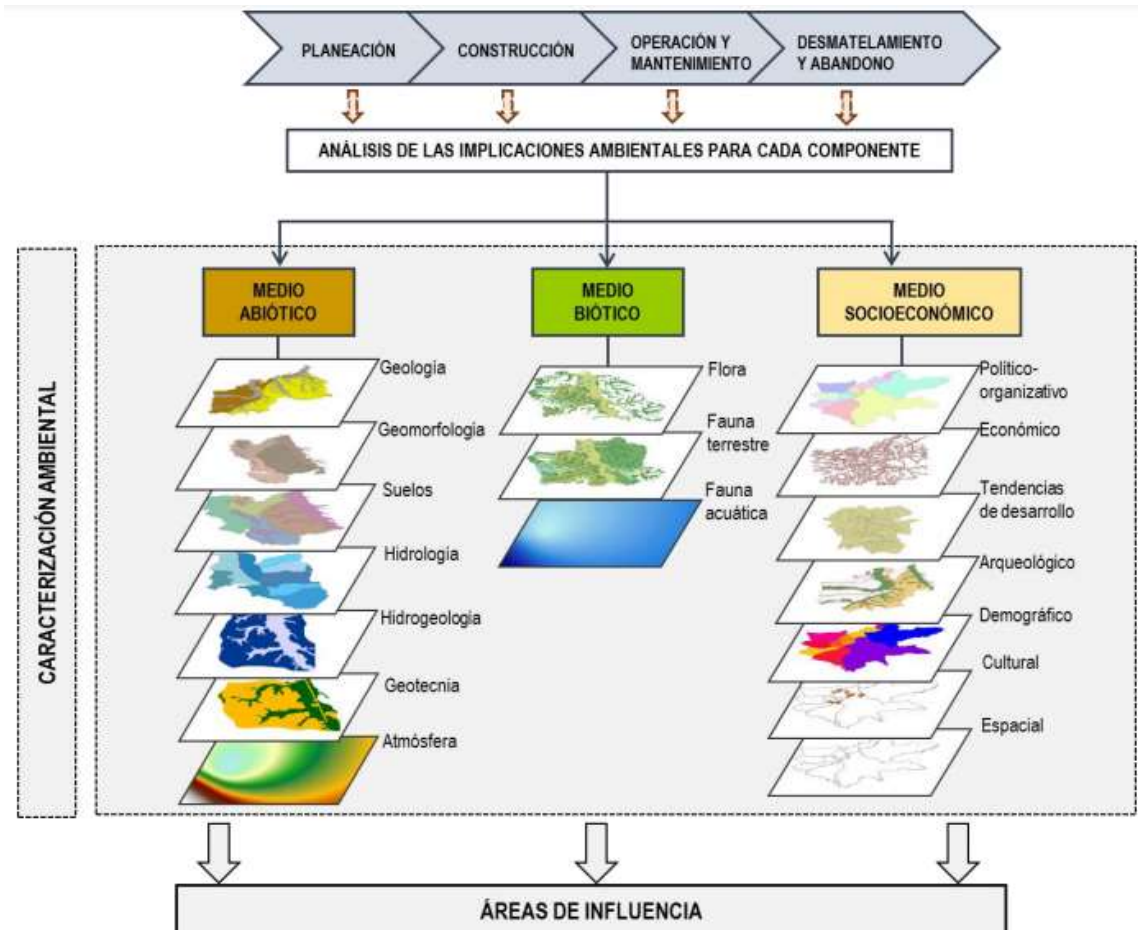 PLANEACIÓN
CONSTRUCCIÓN
OPERACIÓN Y
MANTENIMIENTO
DESMATELAMIENTO
Y ABANDONO
ANÁLISIS DE LAS IMPLICACIONES AMBIENTALES PARA CADA COMPONENTE
CARACTERIZACIÓN AMBIENTAL
MEDIO
ABIÓTICO
Geología
Geomorfología
Suelos
Hidrología
Hidrogeología
Geotecnia
Atmósfera
MEDIO
BIÓTICO
Flora
Fauna
terrestre
Fauna
acuática
MEDIO
SOCIOECONÓMICO
Político-
organizativo
Económico
Tendencias
de desarrollo
Arqueológico
Demográfico
Cultural
Espacial
ÁREAS DE INFLUENCIA